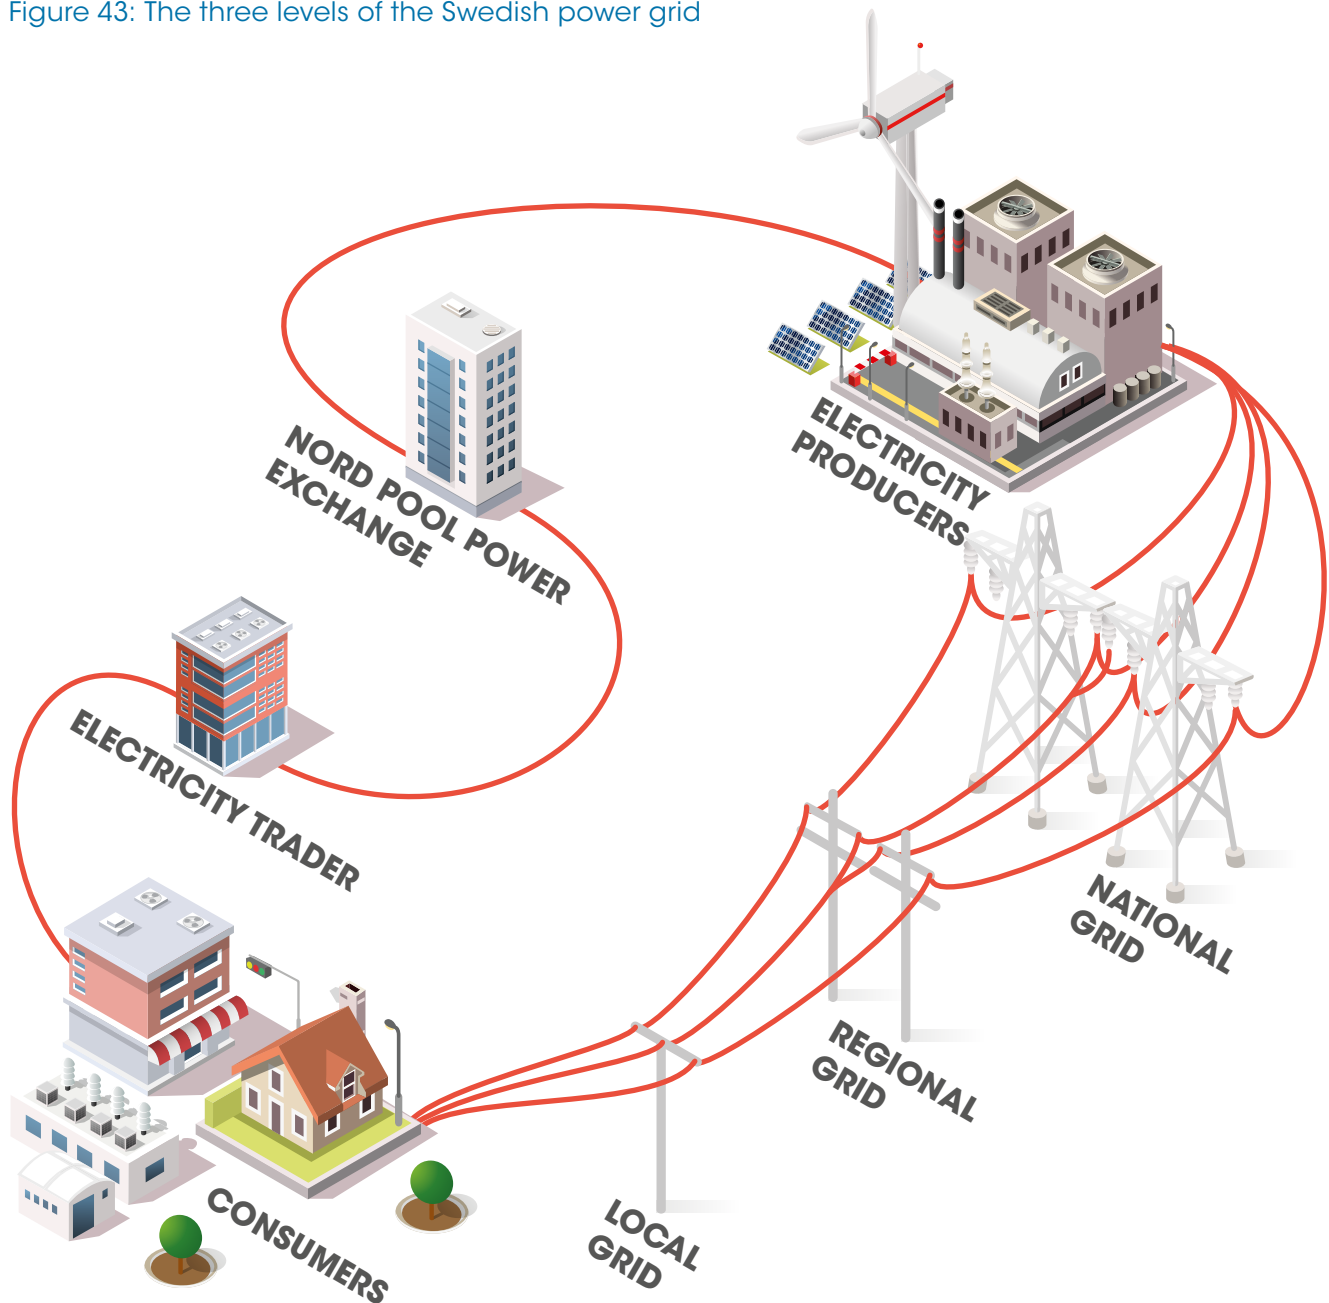 Figure 43: The three levels of the Swedish power grid
ELECTRICITY
PRODUCERS
NORD POOL POWER
EXCHANGE
ELECTRICITY TRADER
NATIONAL
GRID
REGIONAL
GRID
LOCAL
GRID
CONSUMERS